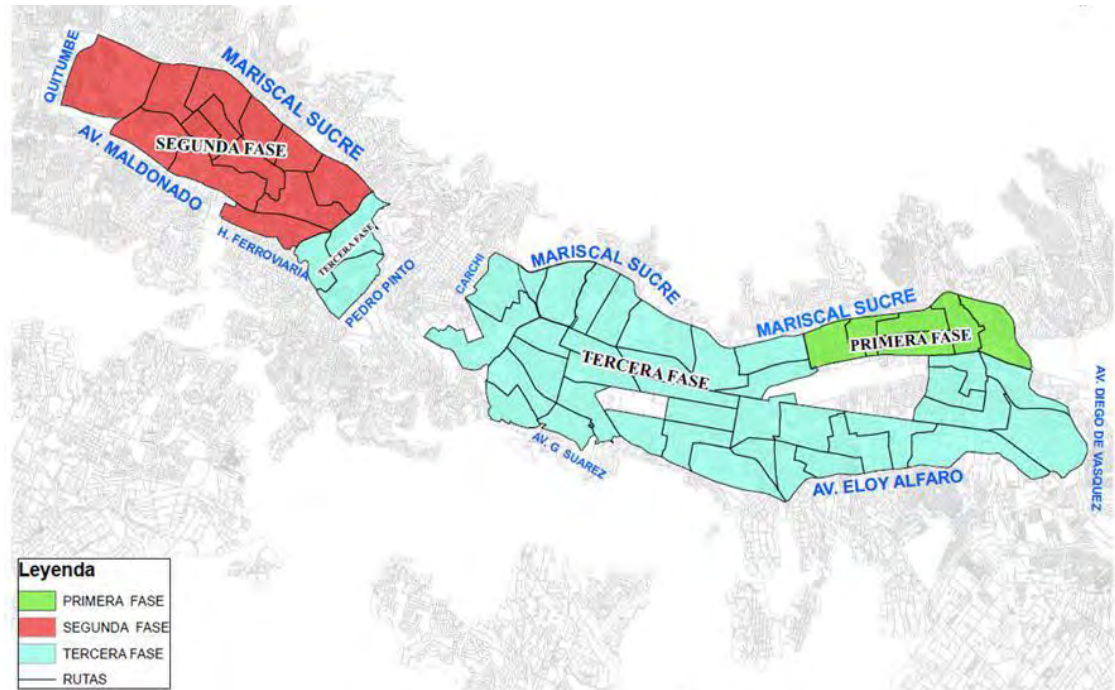 QUITUMBE
MARISCAL SUCRE
SEGUNDA FASE
AV. MALDONADO
H. FERROVIARIA
TERCERA FASE
PEDRO PINTO
CARCHI
MARISCAL SUCRE
MARISCAL SUCRE
PRIMERA FASE
TERCERA FASE
AV. DIEGO DE VASQUEZ
AV. G SUAREZ
AV. ELOY ALFARO
Leyenda
PRIMERA FASE
SEGUNDA FASE
TERCERA FASE
RUTAS